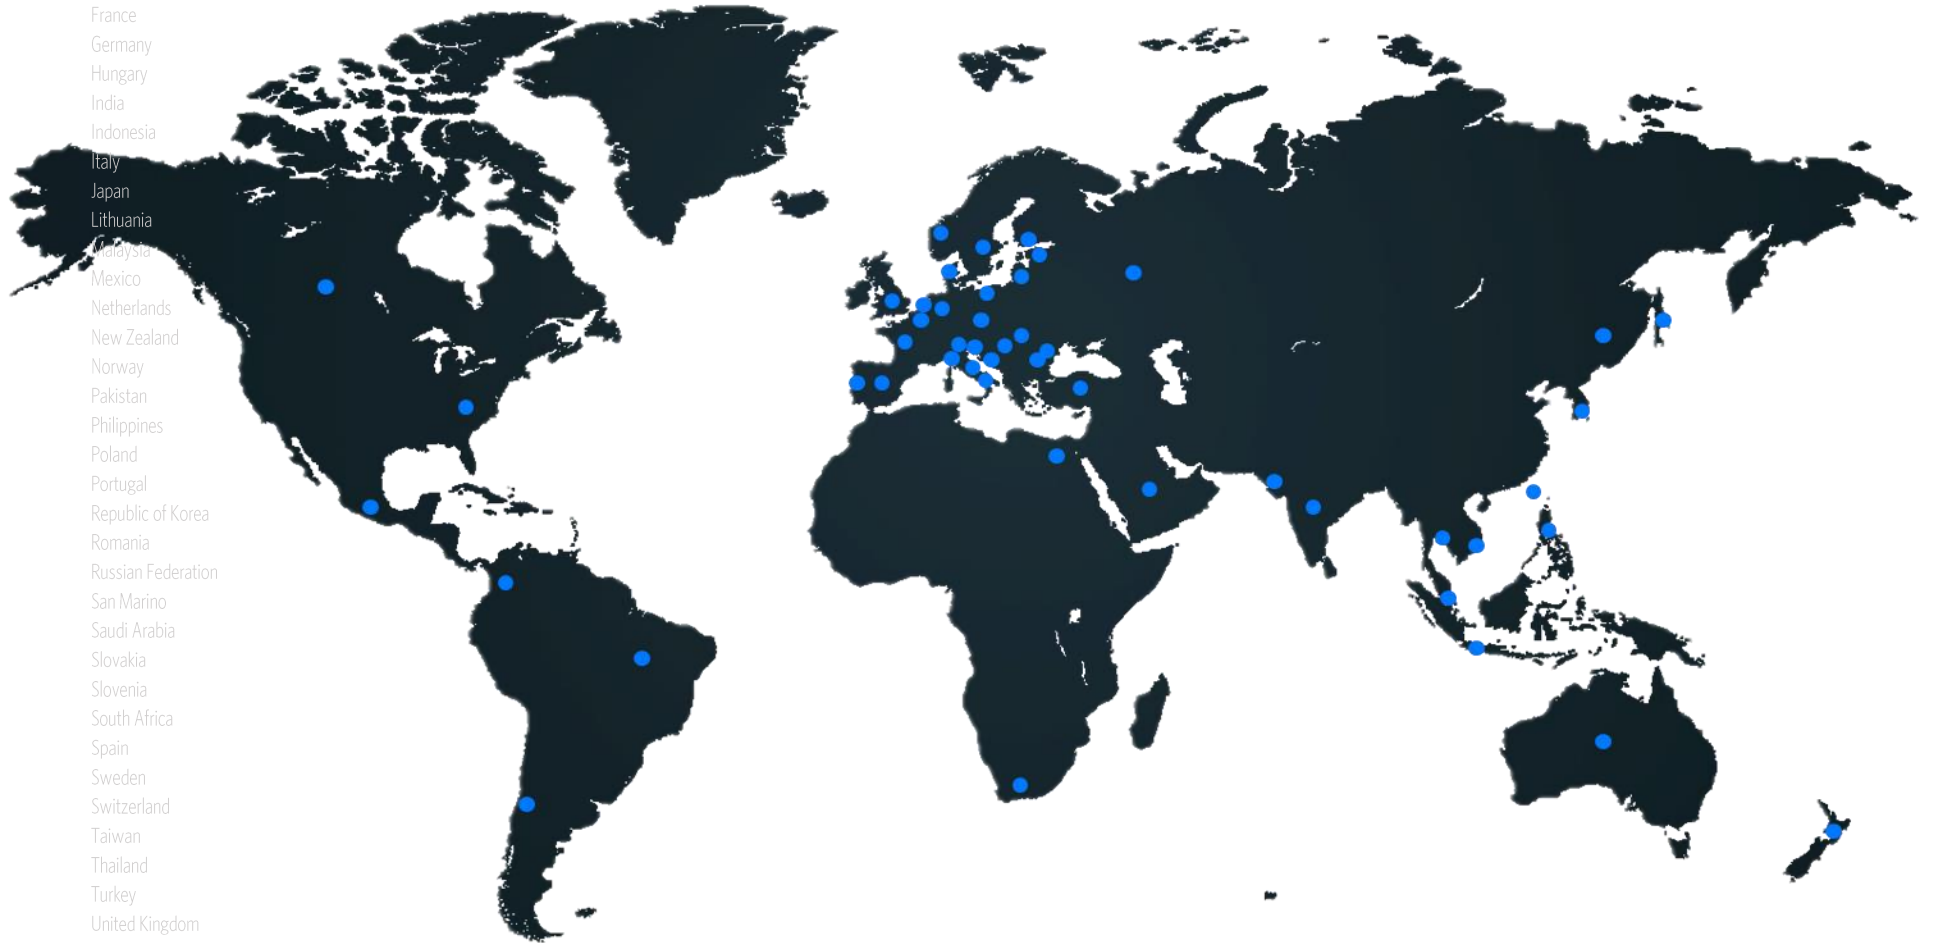 France
Germany
Hungary
India
Indonesia
Italy
Japan
Lithuania
Malaysia
Mexico
Netherlands
New Zealand
Norway
Pakistan
Philippines
Poland
Portugal
Republic of Korea
Romania
Russian Federation
San Marino
Saudi Arabia
Slovakia
Slovenia
South Africa
Spain
Sweden
Switzerland
Taiwan
Thailand
Turkey
United Kingdom